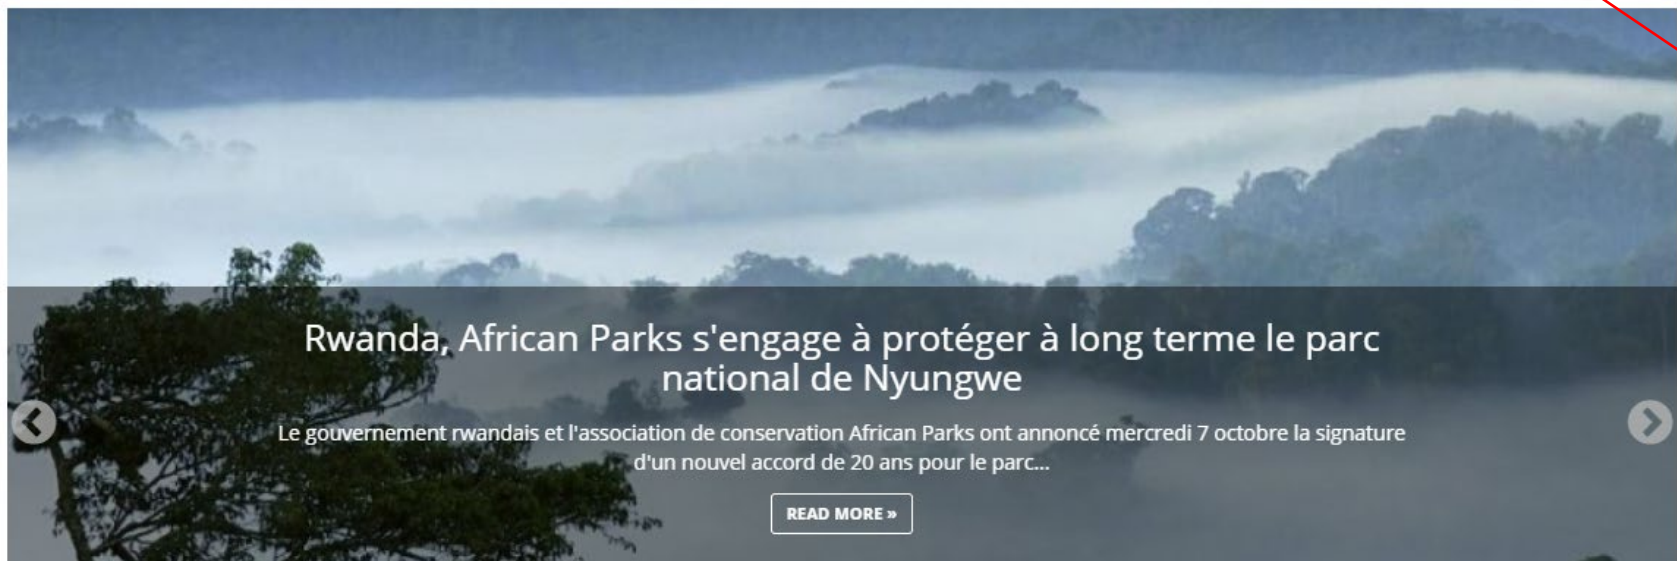 Rwanda, African Parks s'engage à protéger à long terme le parc
national de Nyungwe
Le gouvernement rwandais et l'association de conservation African Parks ont annoncé mercredi 7 octobre la signature
d'un nouvel accord de 20 ans pour le parc...
READ MORE »